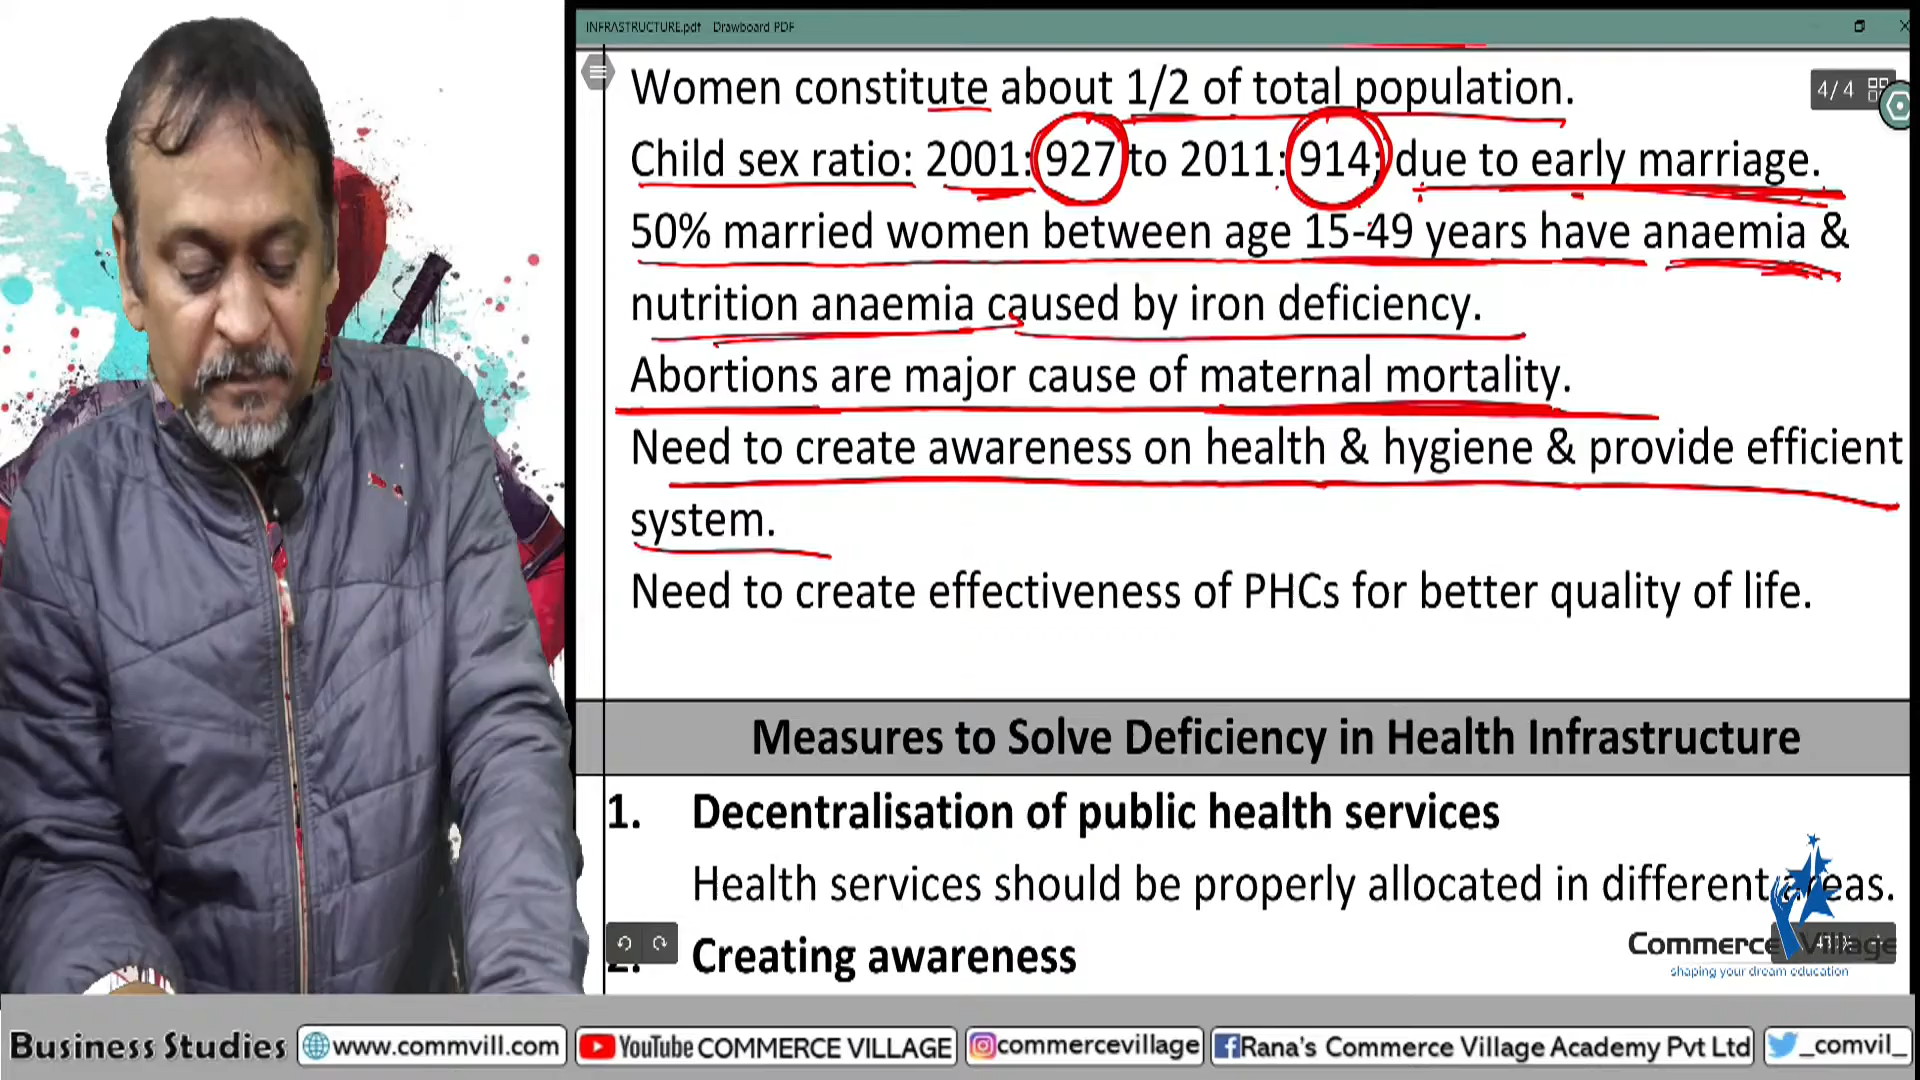 INFRASTRUCTURE.pdf Drawboard PDF
4/4
Women constitute about 1/2 of total population.
Child sex ratio: 2001: 927 to 2011: 914; due to early marriage.
50% married women between age 15-49 years have anaemia &
nutrition anaemia caused by iron deficiency.
Abortions are major cause of maternal mortality.
Need to create awareness on health & hygiene & provide efficient
system.
Need to create effectiveness of PHCs for better quality of life.
Measures to Solve Deficiency in Health Infrastructure
1. Decentralisation of public health services
Health services should be properly allocated in different areas.
2. Creating awareness
Commerce Village
shaping your dream education
Business Studies www.commvill.com YouTube COMMERCE VILLAGE commercevillage Rana's Commerce Village Academy Pvt Ltd _comvil_